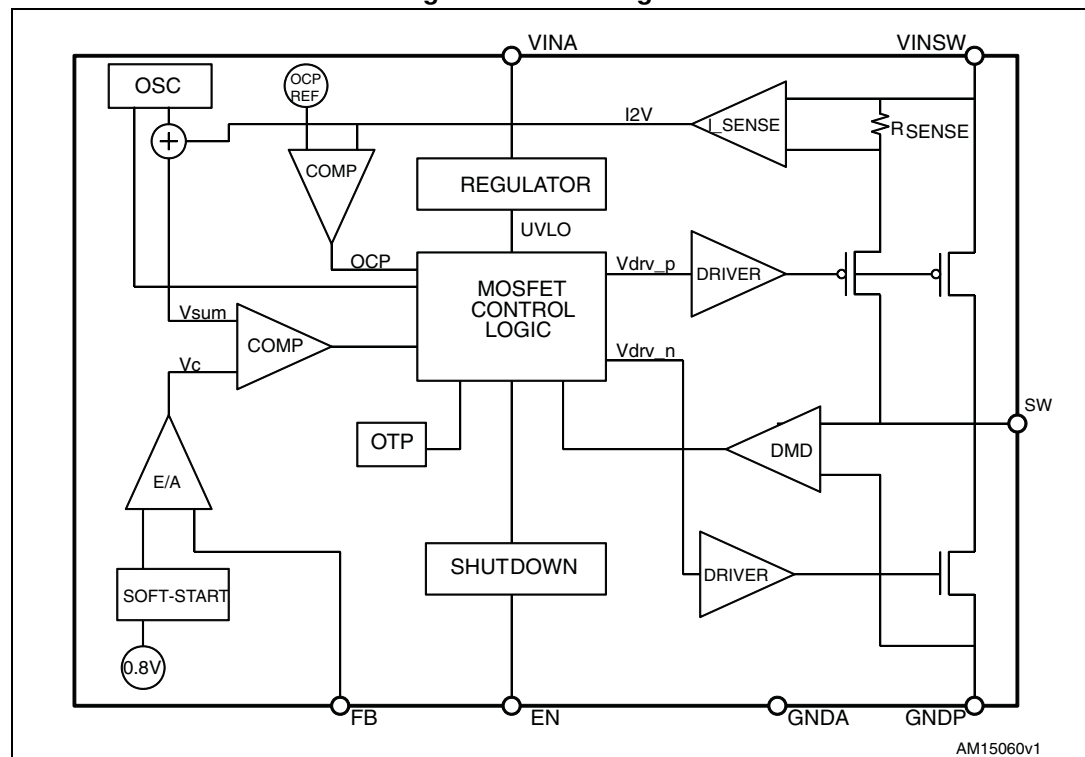 VINA
VINSW
OSC
OCP
REF
I2V
I_SENSE
RSENSE
+
COMP
REGULATOR
UVLO
OCP
Vdrv_p
DRIVER
MOSFET
CONTROL
LOGIC
Vsum
COMP
Vdrv_n
Vc
SW
OTP
DMD
E/A
SHUTDOWN
DRIVER
SOFT-START
0.8V
FB
EN
GNDA
GNDP
AM15060v1